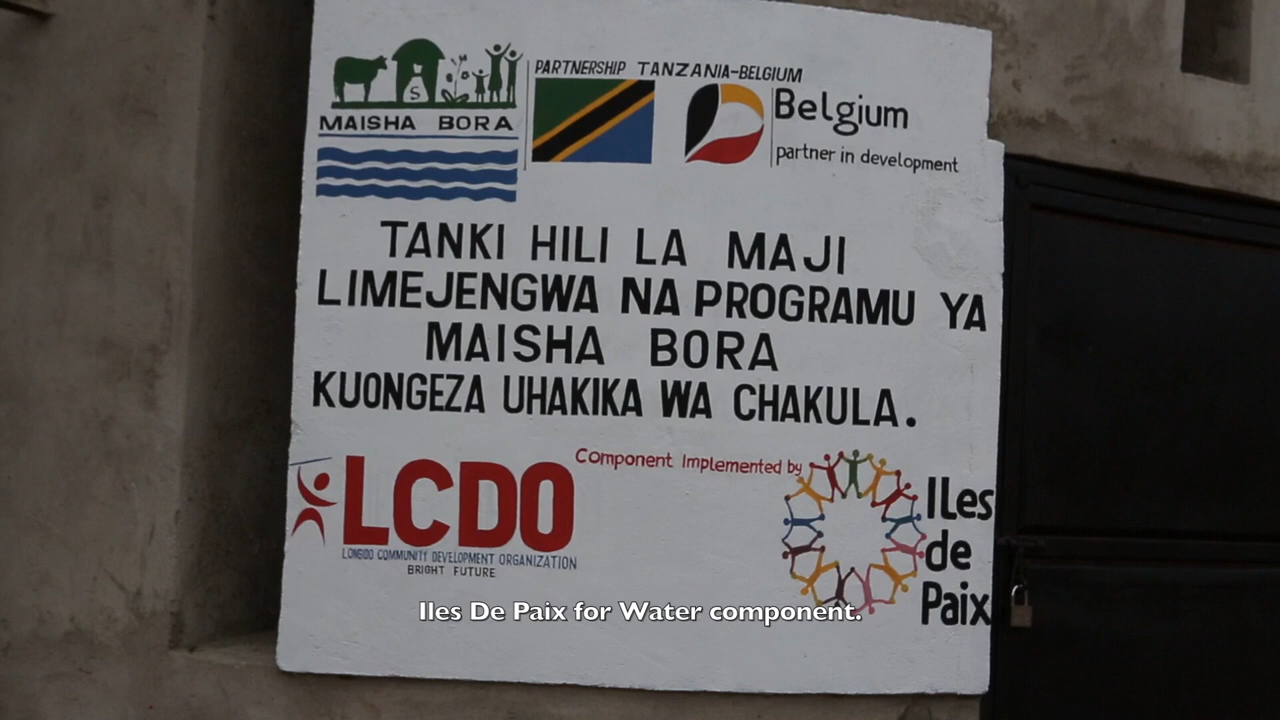 MAISHA BORA
PARTNERSHIP TANZANIA-BELGIUM
Belgium
partner in development
TANKI HILI LA MAJI
LIMEJENGWA NA PROGRAMU YA
MAISHA BORA
KUONGEZA UHAKIKA WA CHAKULA.
LCDO
LONGIDO COMMUNITY DEVELOPMENT ORGANIZATION
BRIGHT FUTURE
Component Implemented by
Iles
de
Paix
Iles De Paix for Water component.